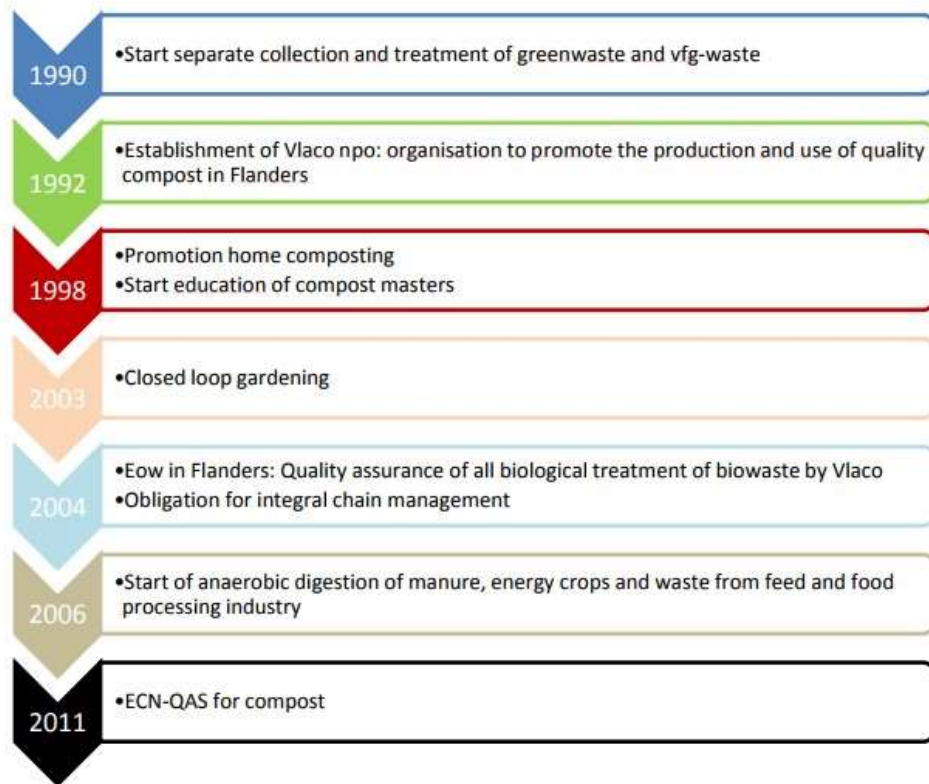 1990
•Start separate collection and treatment of greenwaste and vfg-waste
1992
•Establishment of Vlaco npo: organisation to promote the production and use of quality
compost in Flanders
1998
•Promotion home composting
•Start education of compost masters
2003
•Closed loop gardening
2004
•Eow in Flanders: Quality assurance of all biological treatment of biowaste by Vlaco
•Obligation for integral chain management
2006
•Start of anaerobic digestion of manure, energy crops and waste from feed and food
processing industry
2011
•ECN-QAS for compost